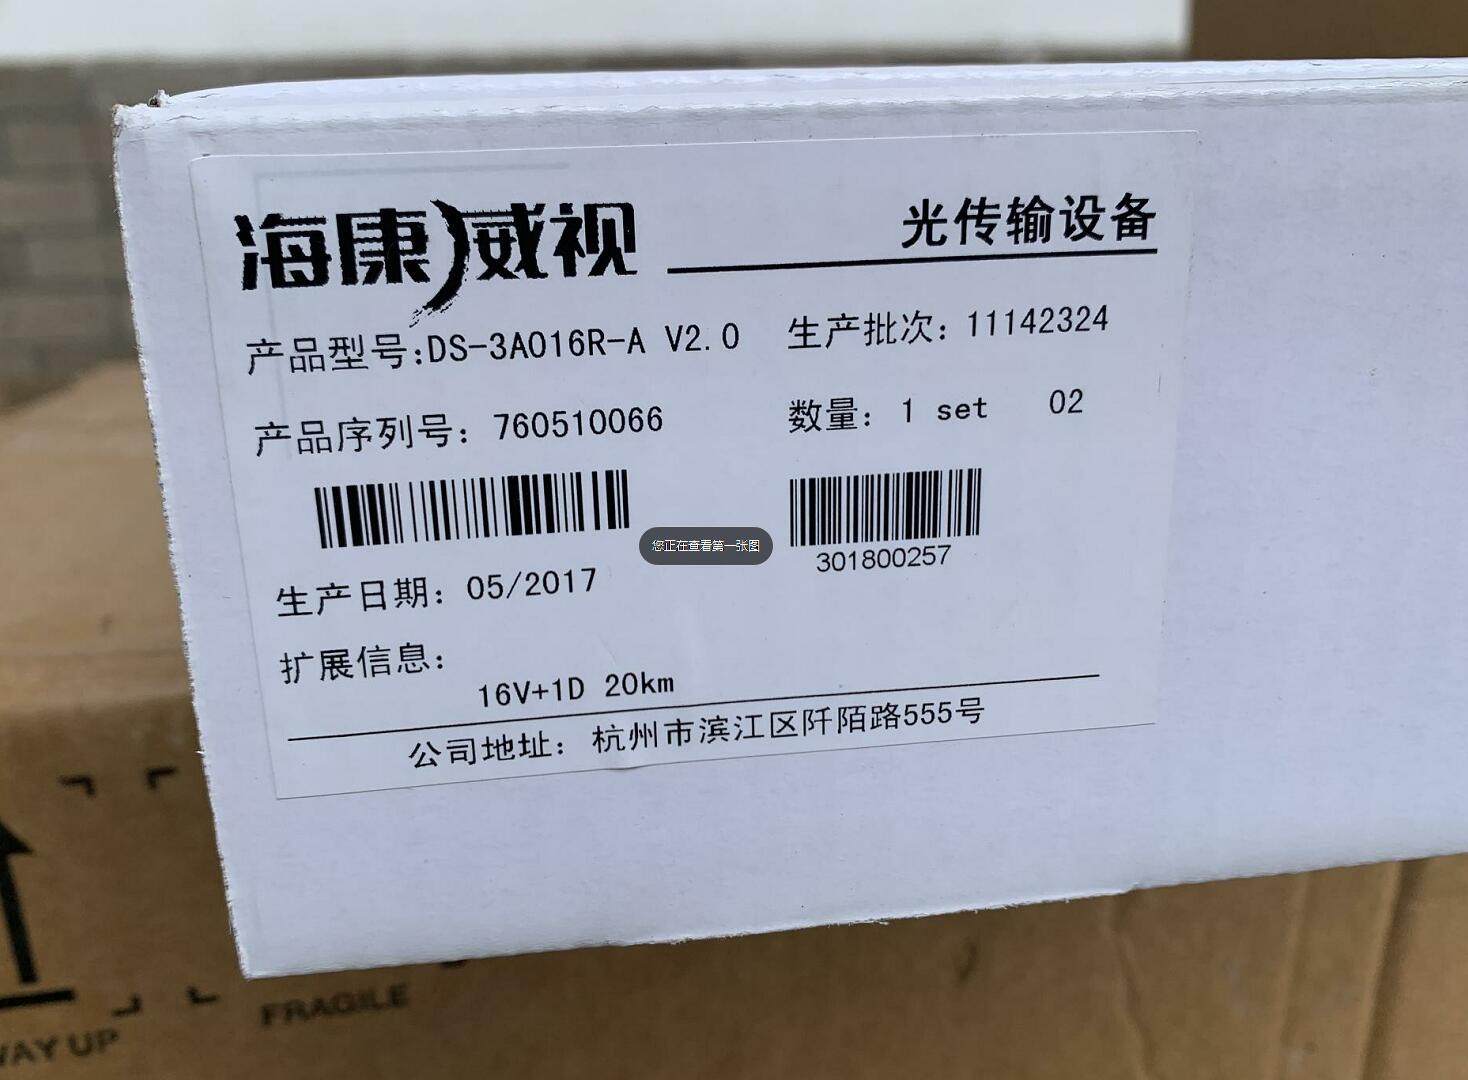 海康威视
光传输设备
产品型号:DS-3A016R-A V2.0
生产批次: 11142324
产品序列号: 760510066
数量: 1 set 02
您正在查看第一张图
301800257
生产日期: 05/2017
扩展信息:
16V+1D 20km
公司地址: 杭州市滨江区阡陌路555号
FRAGILE
WAY UP